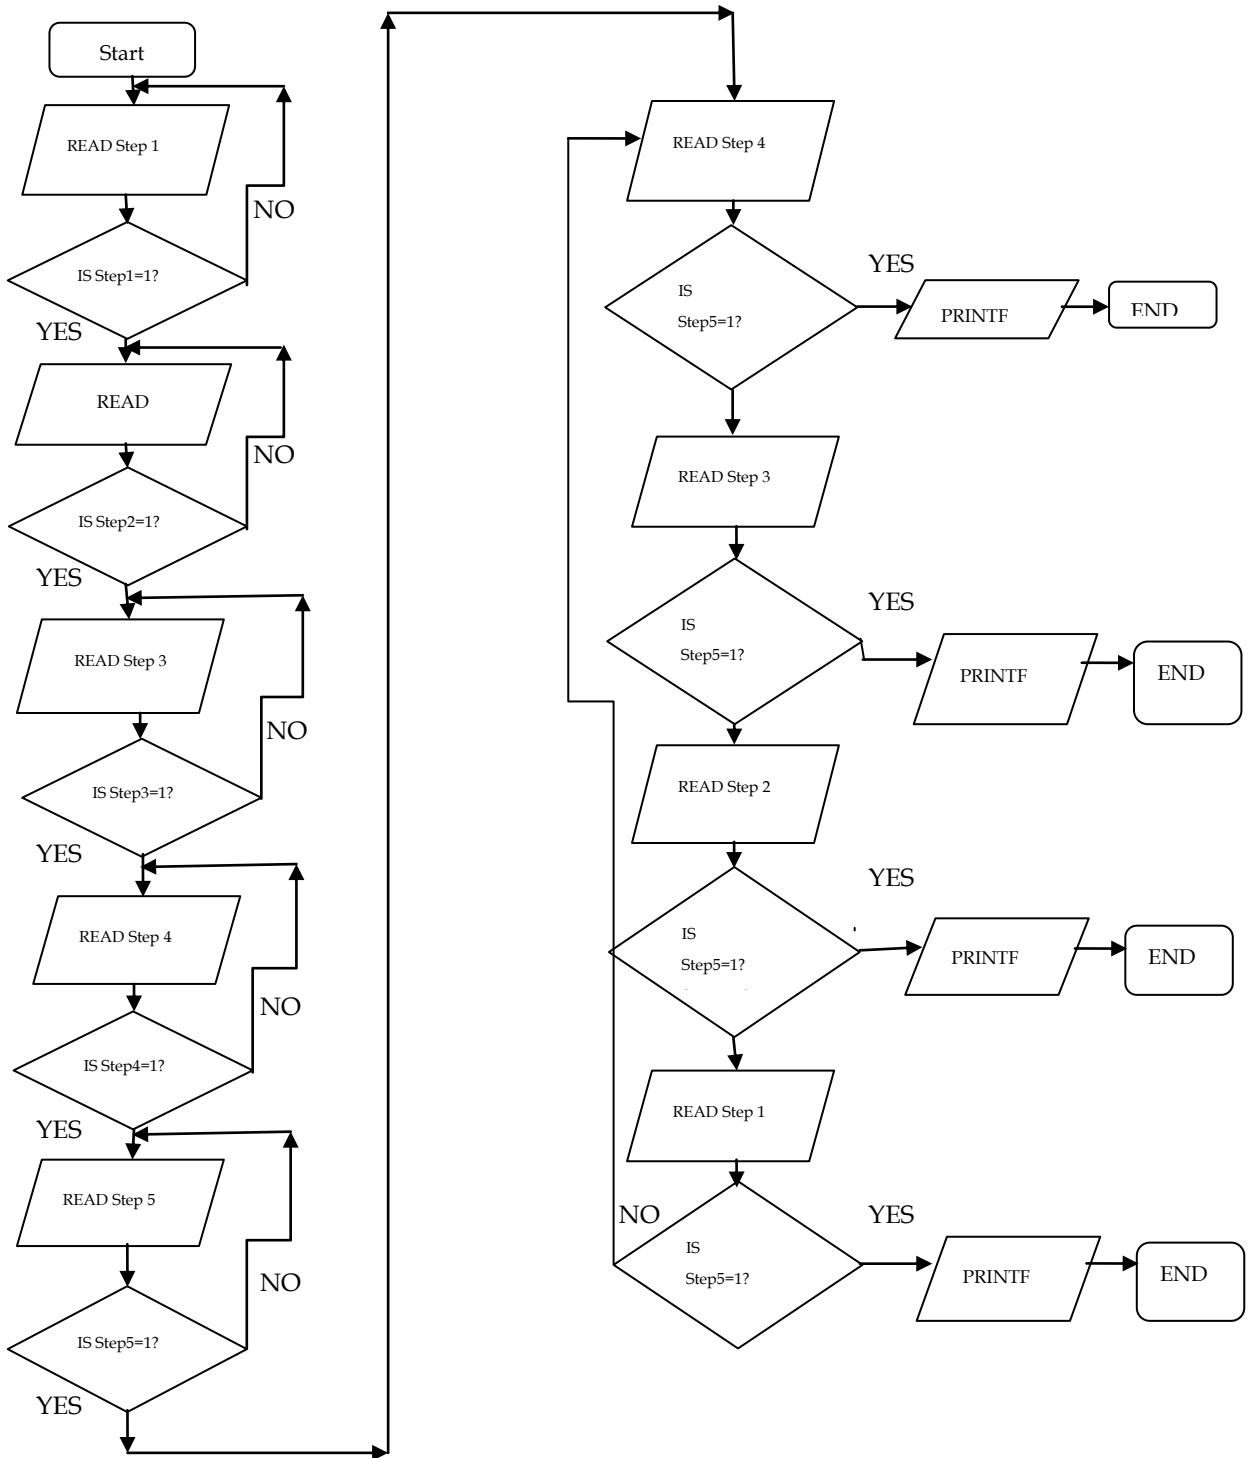 Start
READ Step 1
NO
IS Step1=1?
YES
READ
NO
IS Step2=1?
YES
READ Step 3
NO
IS Step3=1?
YES
READ Step 4
NO
IS Step4=1?
YES
READ Step 5
NO
IS Step5=1?
YES
READ Step 4
YES
IS
Step5=1?
PRINTF
END
READ Step 3
YES
IS
Step5=1?
PRINTF
END
READ Step 2
YES
IS
Step5=1?
PRINTF
END
READ Step 1
NO
YES
IS
Step5=1?
PRINTF
END